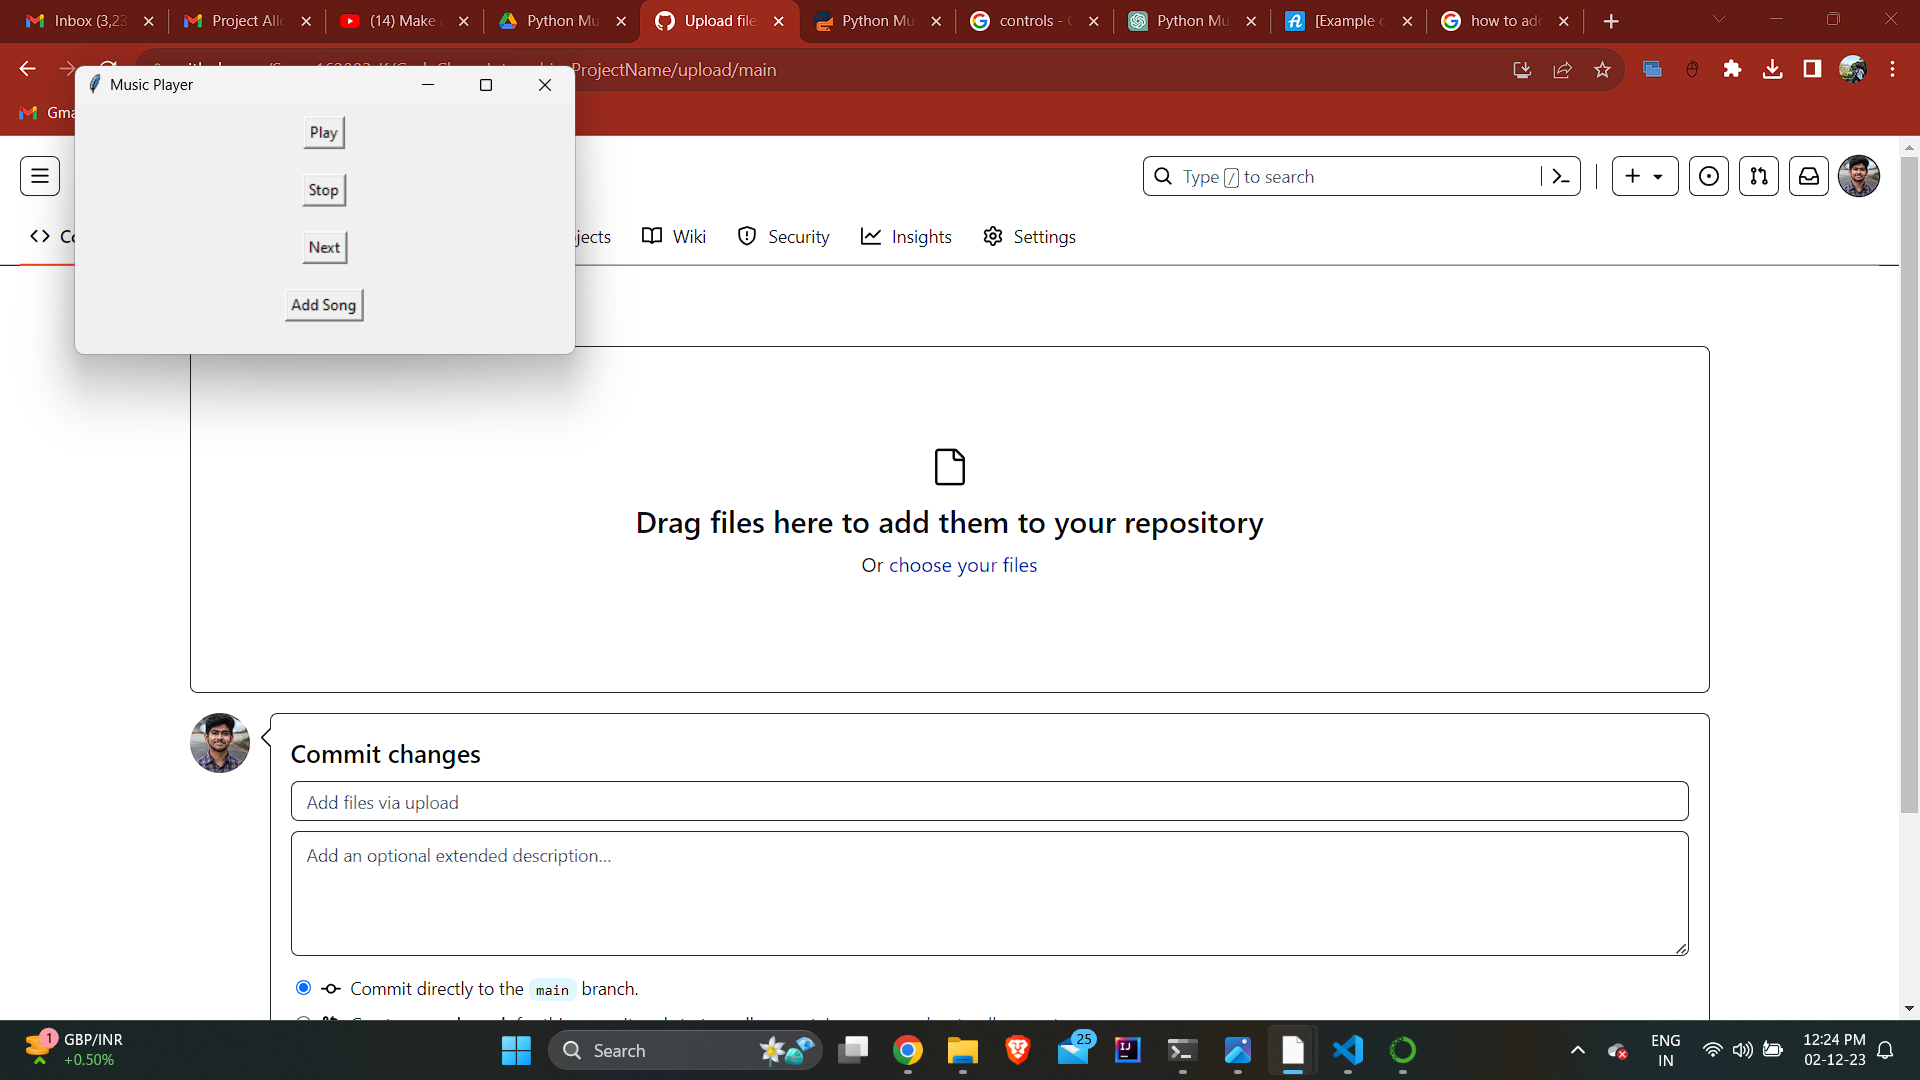 Inbox (3,23
Project Allo
(14) Make
Python Mu
Upload file
Python Mu
controls - G
Python Mu
[Example
how to add
ProjectName/upload/main
Music Player
Gma
Play
Type / to search
Stop
Co
jects
Wiki
Security
Insights
Settings
Next
Add Song
Drag files here to add them to your repository
Or choose your files
Commit changes
Add files via upload
Add an optional extended description...
Commit directly to the main branch.
1
GBP/INR
+0.50%
Search
25
ENG
IN
12:24 PM
02-12-23